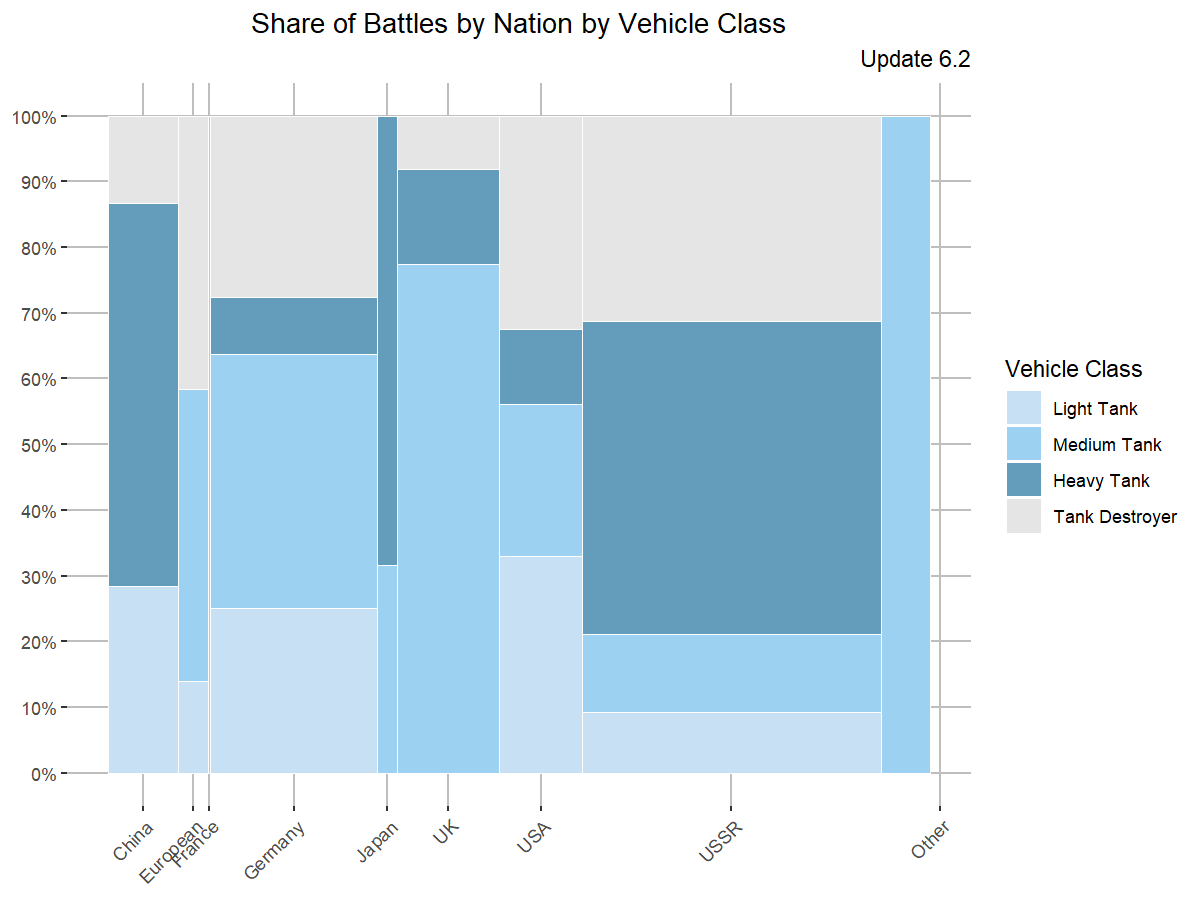 Share of Battles by Nation by Vehicle Class
Update 6.2
100%
90%
80%
70%
60%
50%
40%
30%
20%
10%
0%
China
European
France
Germany
Japan
UK
USA
USSR
Other
Vehicle Class
Light Tank
Medium Tank
Heavy Tank
Tank Destroyer